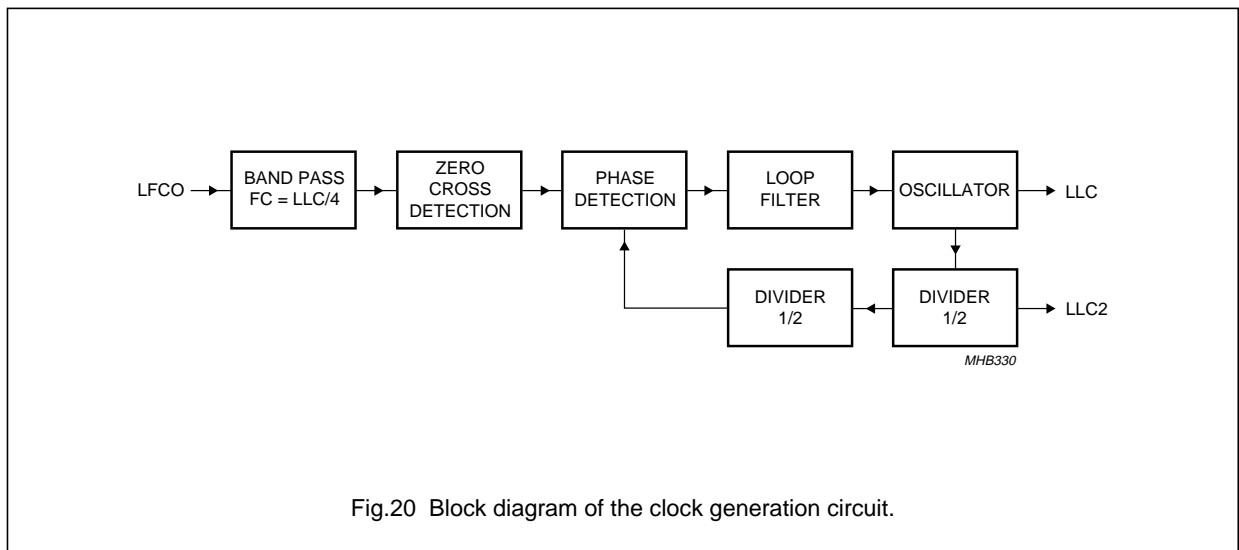 LFCO
BAND PASS
FC = LLC/4
ZERO
CROSS
DETECTION
PHASE
DETECTION
LOOP
FILTER
OSCILLATOR
LLC
DIVIDER
1/2
DIVIDER
1/2
LLC2
MHB330
Fig.20 Block diagram of the clock generation circuit.